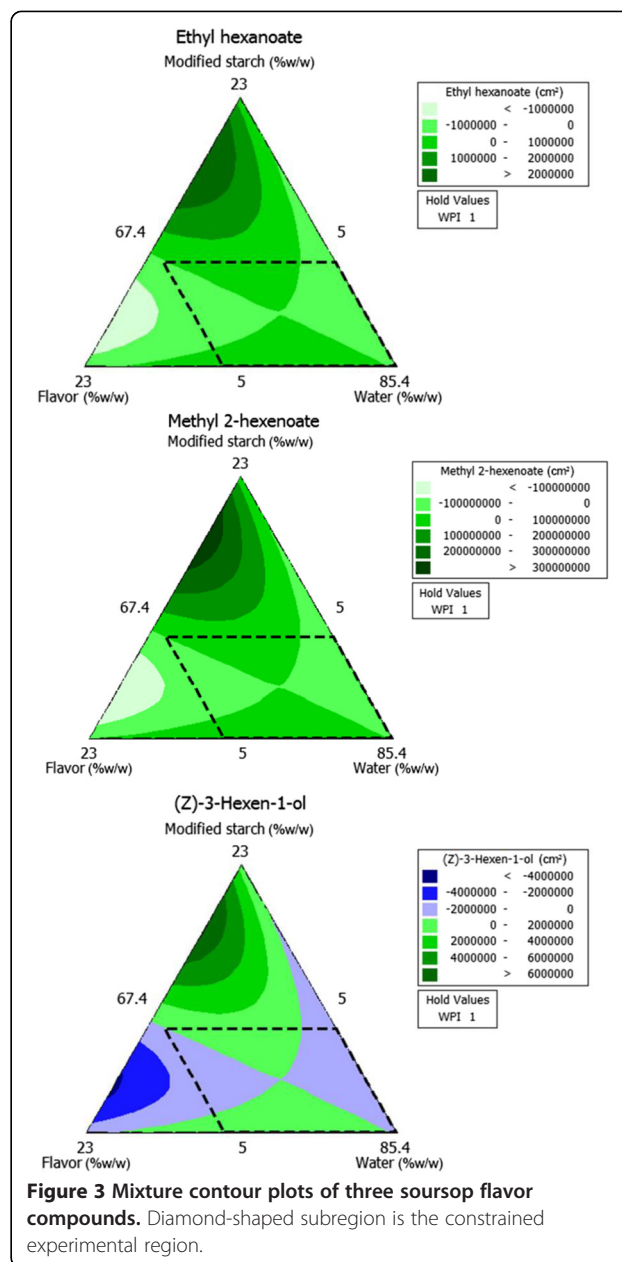 Ethyl hexanoate
Modified starch (%w/w)
23
Ethyl hexanoate (cm²)
< -1000000
-1000000 - 0
0 - 1000000
1000000 - 2000000
> 2000000
Hold Values
WPI 1
67.4
5
23
5
85.4
Flavor (%w/w)
Water (%w/w)
Methyl 2-hexenoate
Modified starch (%w/w)
23
Methyl 2-hexenoate (cm²)
< -100000000
-100000000 - 0
0 - 100000000
100000000 - 200000000
200000000 - 300000000
> 300000000
Hold Values
WPI 1
67.4
5
23
5
85.4
Flavor (%w/w)
Water (%w/w)
(Z)-3-Hexen-1-ol
Modified starch (%w/w)
23
(Z)-3-Hexen-1-ol (cm²)
< -4000000
-4000000 - -2000000
-2000000 - 0
0 - 2000000
2000000 - 4000000
4000000 - 6000000
> 6000000
Hold Values
WPI 1
67.4
5
23
5
85.4
Flavor (%w/w)
Water (%w/w)
Figure 3 Mixture contour plots of three soursop flavor
compounds. Diamond-shaped subregion is the constrained
experimental region.